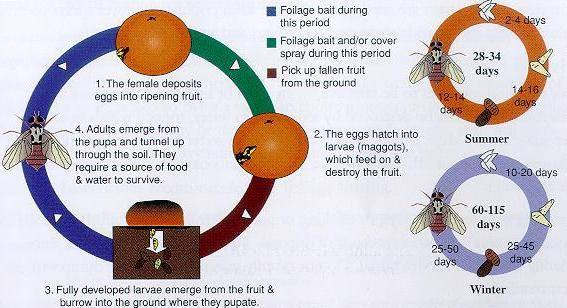 Foilage bait during
this period
Foilage bait and/or cover
spray during this period
Pick up fallen fruit
from the ground
1. The female deposits
eggs into ripening fruit.
2. The eggs hatch into
larvae (maggots),
which feed on &
destroy the fruit.
4. Adults emerge from
the pupa and tunnel up
through the soil. They
require a source of food
& water to survive.
3. Fully developed larvae emerge from the fruit &
burrow into the ground where they pupate.
2-4 days
28-34
days
14-16
days
12-14
days
Summer
10-20 days
60-115
days
25-50
days
25-45
days
Winter